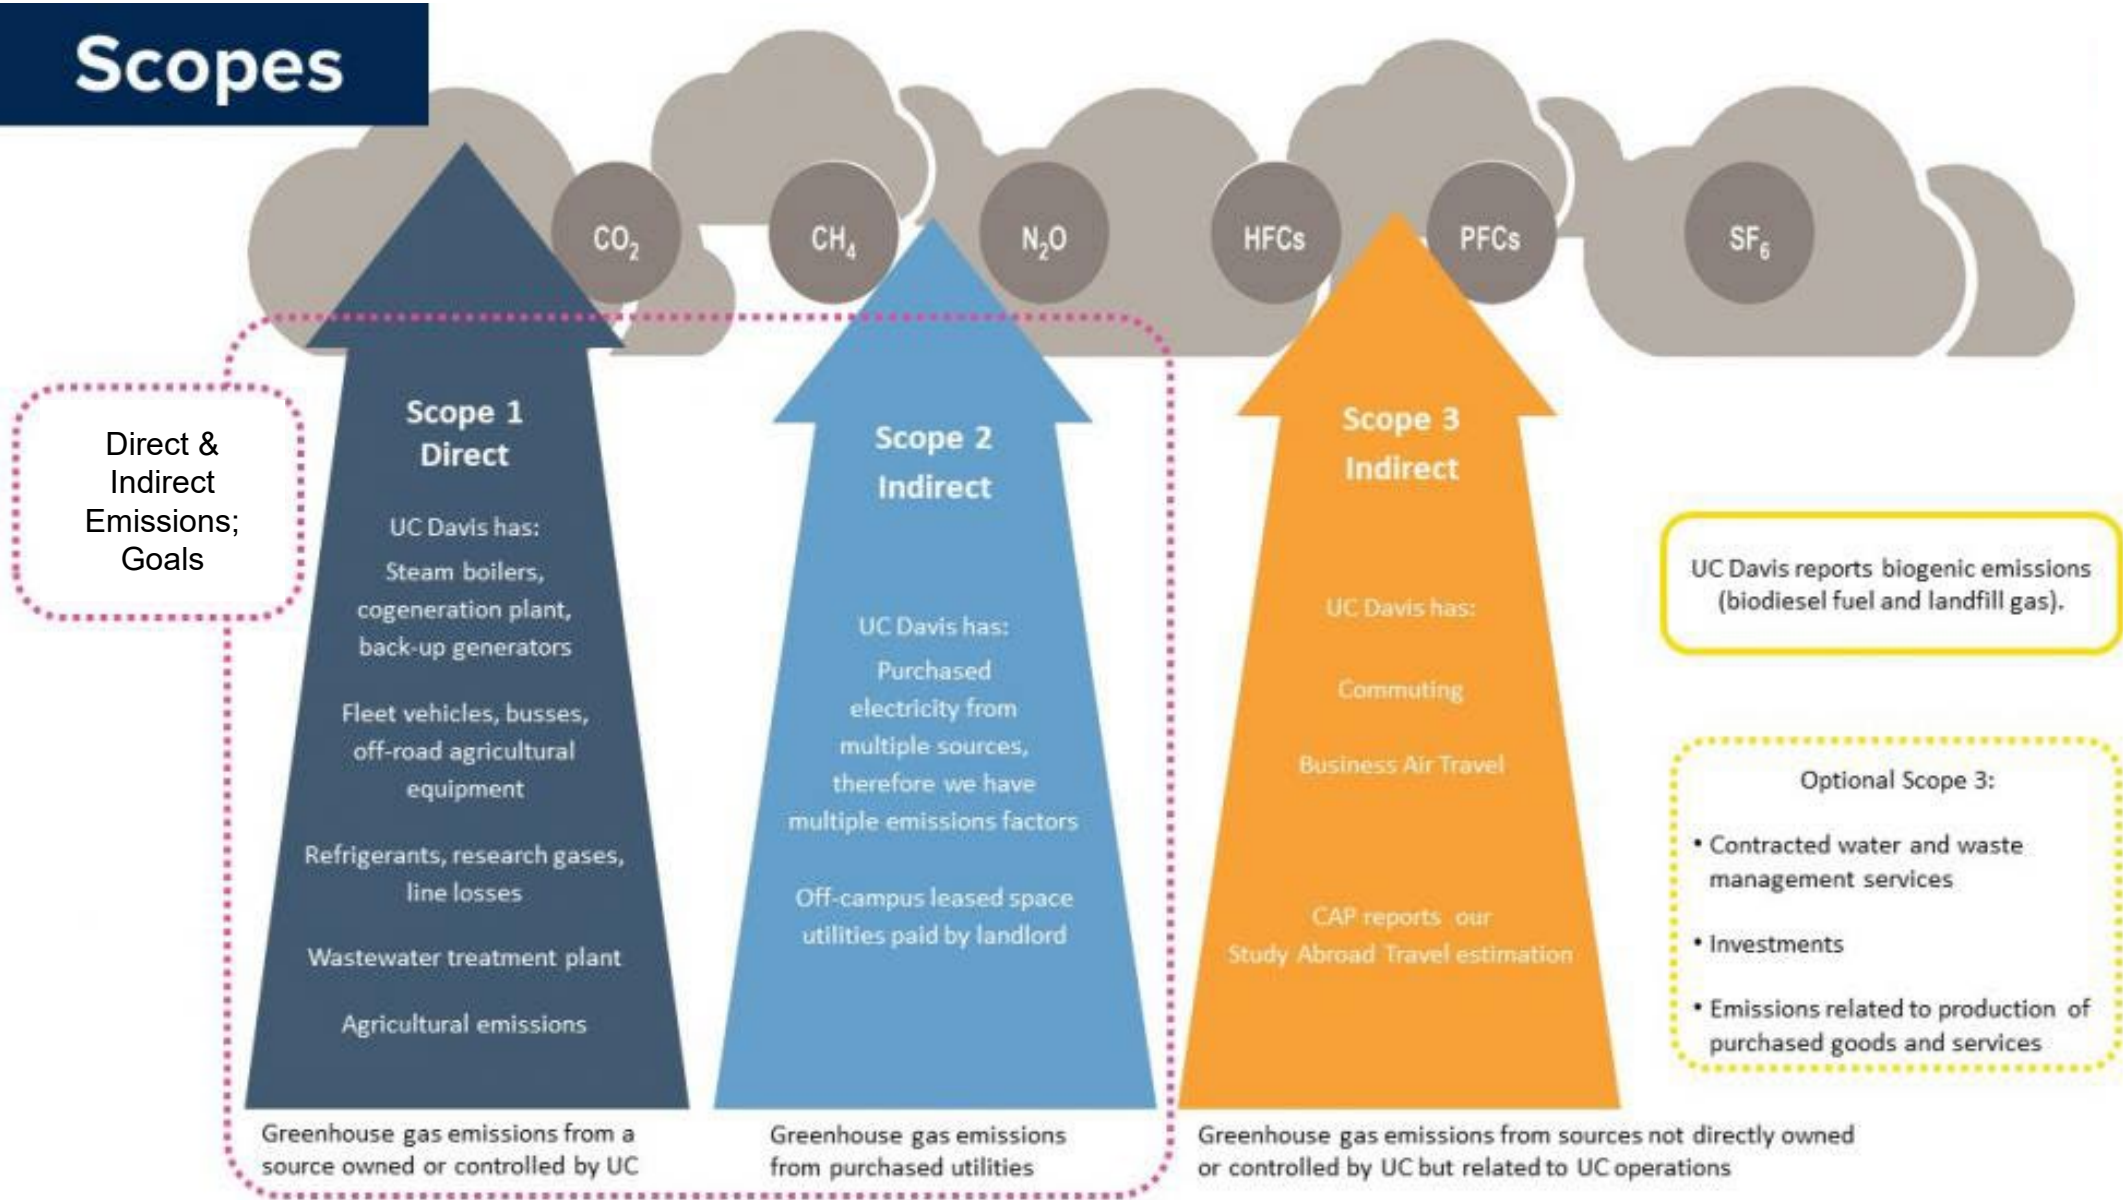 Scopes
CO2
CH4
N2O
HFCs
PFCs
SF6
Direct &
Indirect
Emissions;
Goals
Scope 1
Direct
UC Davis has:
Steam boilers,
cogeneration plant,
back-up generators
Fleet vehicles, busses,
off-road agricultural
equipment
Refrigerants, research gases,
line losses
Wastewater treatment plant
Agricultural emissions
Greenhouse gas emissions from a
source owned or controlled by UC
Scope 2
Indirect
UC Davis has:
Purchased
electricity from
multiple sources,
therefore we have
multiple emissions factors
Off-campus leased space
utilities paid by landlord
Greenhouse gas emissions
from purchased utilities
Scope 3
Indirect
UC Davis has:
Commuting
Business Air Travel
CAP reports our
Study Abroad Travel estimation
Greenhouse gas emissions from sources not directly owned
or controlled by UC but related to UC operations
UC Davis reports biogenic emissions
(biodiesel fuel and landfill gas).
Optional Scope 3:
• Contracted water and waste
management services
• Investments
• Emissions related to production of
purchased goods and services